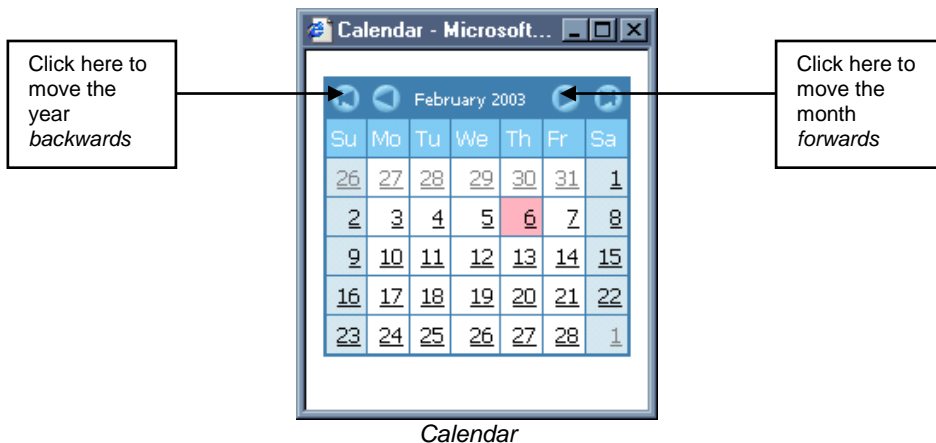 Calendar - Microsoft...
Click here to
move the
year
backwards
Click here to
move the
month
forwards
February 2003
Su Mo Tu We Th Fr Sa
26 27 28 29 30 31 1
2 3 4 5 6 7 8
9 10 11 12 13 14 15
16 17 18 19 20 21 22
23 24 25 26 27 28 1
Calendar